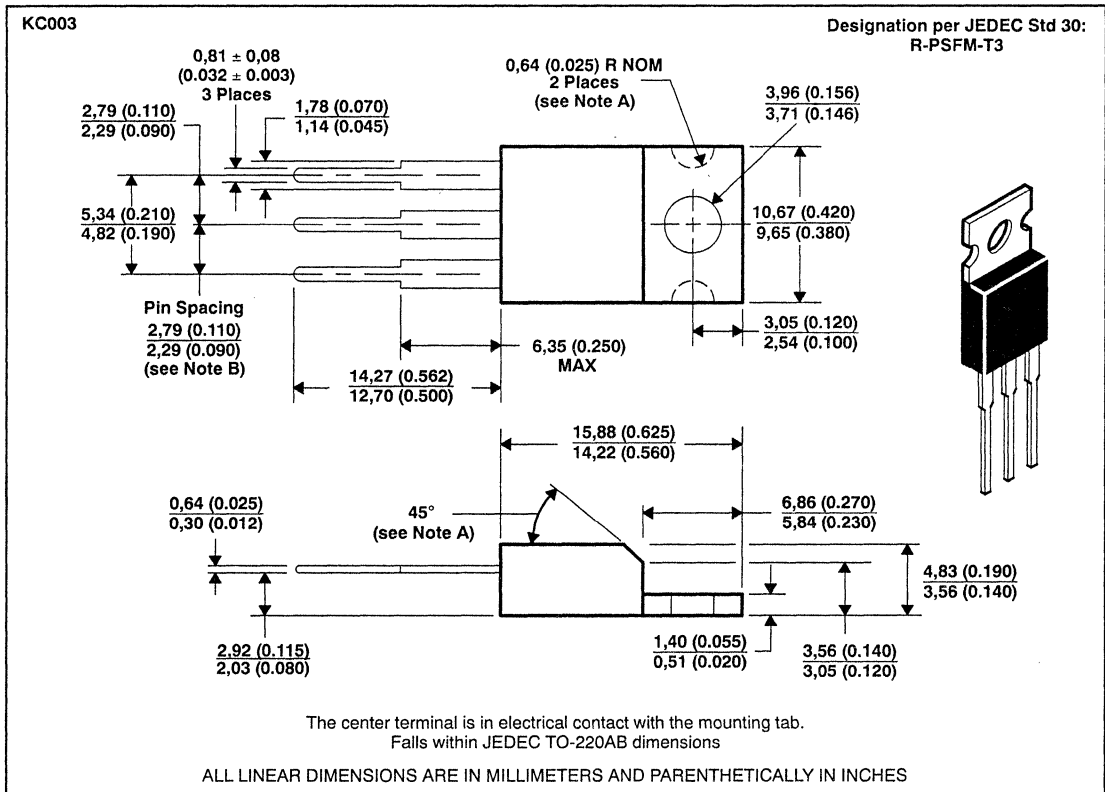 KC003
Designation per JEDEC Std 30:
R-PSFM-T3
0,81 ± 0,08
(0.032 ± 0.003)
3 Places
0,64 (0.025) R NOM
2 Places
(see Note A)
2,79 (0.110)
2,29 (0.090)
1,78 (0.070)
1,14 (0.045)
3,96 (0.156)
3,71 (0.146)
5,34 (0.210)
4,82 (0.190)
10,67 (0.420)
9,65 (0.380)
Pin Spacing
2,79 (0.110)
2,29 (0.090)
(see Note B)
6,35 (0.250)
MAX
3,05 (0.120)
2,54 (0.100)
14,27 (0.562)
12,70 (0.500)
15,88 (0.625)
14,22 (0.560)
0,64 (0.025)
0,30 (0.012)
45°
(see Note A)
6,86 (0.270)
5,84 (0.230)
4,83 (0.190)
3,56 (0.140)
2,92 (0.115)
2,03 (0.080)
1,40 (0.055)
0,51 (0.020)
3,56 (0.140)
3,05 (0.120)
The center terminal is in electrical contact with the mounting tab.
Falls within JEDEC TO-220AB dimensions
ALL LINEAR DIMENSIONS ARE IN MILLIMETERS AND PARENTHETICALLY IN INCHES